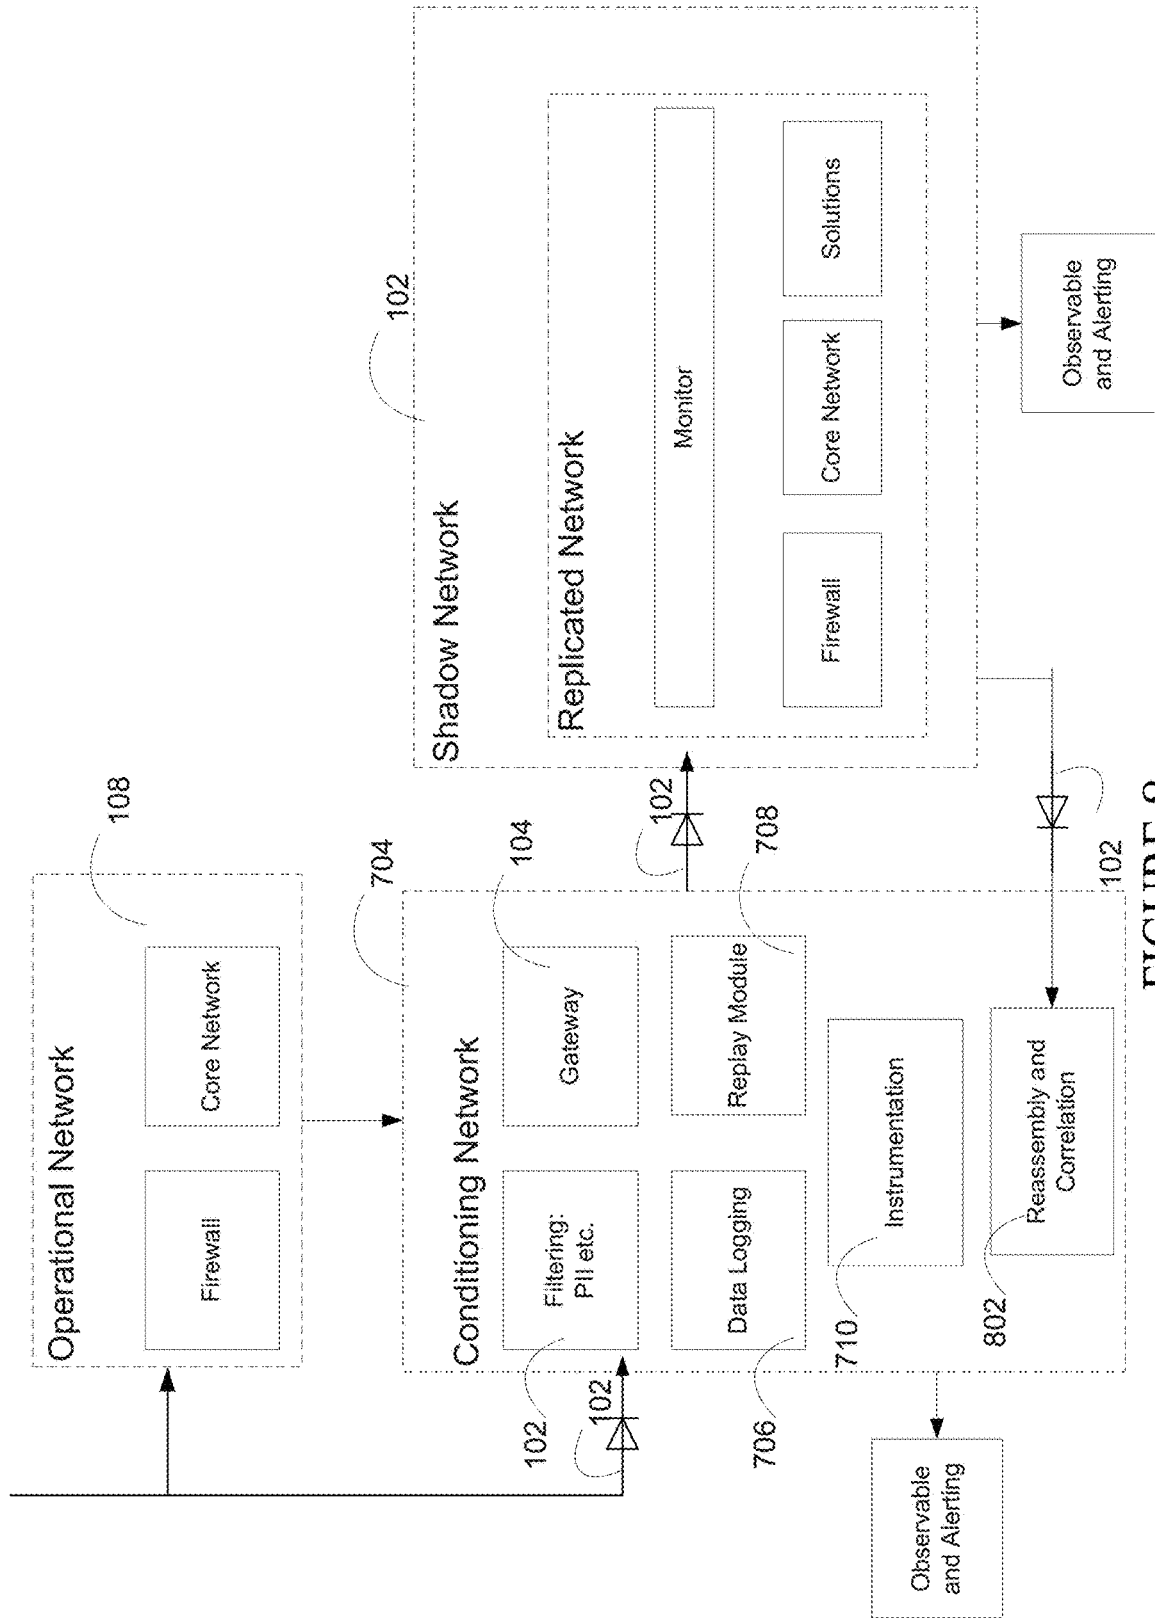 Operational Network
108
Firewall
Core Network
704
Conditioning Network
104
Filtering:
PII etc.
Gateway
102
102
Data Logging
Replay Module
706
708
710
Instrumentation
802
Reassembly and
Correlation
Observable
and Alerting
102
102
102
Shadow Network
Replicated Network
Monitor
Firewall
Core Network
Solutions
Observable
and Alerting
FIGURE